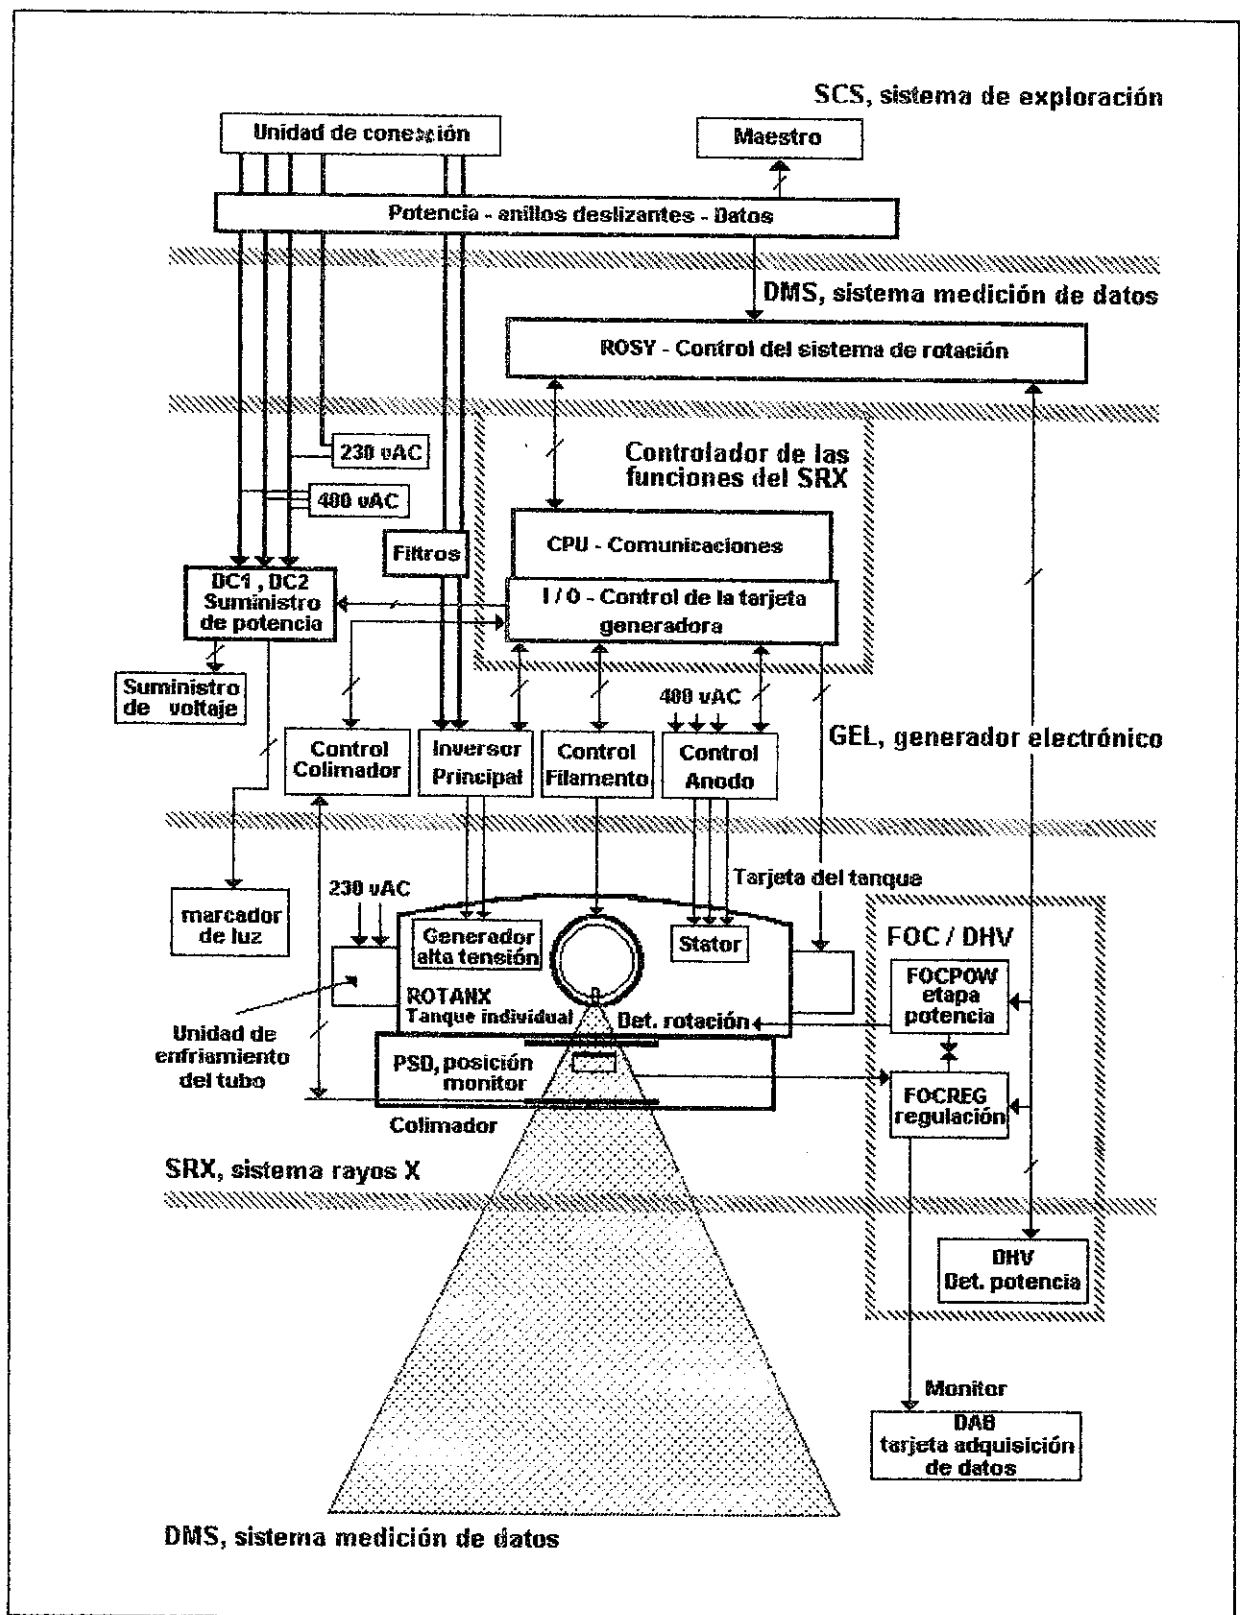 SCS, sistema de exploración
Unidad de conexión
Maestro
Potencia - anillos deslizantes - Datos
DMS, sistema medición de datos
ROSY - Control del sistema de rotación
230 vAC
400 vAC
Controlador de las
funciones del SRX
CPU - Comunicaciones
Filtros
DC1 , DC2
Suministro
de potencia
I / O - Control de la tarjeta
generadora
Suministro
de voltaje
400 vAC
GEL, generador electrónico
Control
Colimador
Inversor
Principal
Control
Filamento
Control
Anodo
230 vAC
Tarjeta del tanque
marcador
de luz
Generador
alta tensión
Stator
FOC / DHV
FOCPOW
etapa
potencia
ROTANX
Tanque individual
Det. rotación
Unidad de
enfriamiento
del tubo
PSD, posición
monitor
FOCREG
regulación
Colimador
SRX, sistema rayos X
DHV
Det. potencia
Monitor
DAB
tarjeta adquisición
de datos
DMS, sistema medición de datos